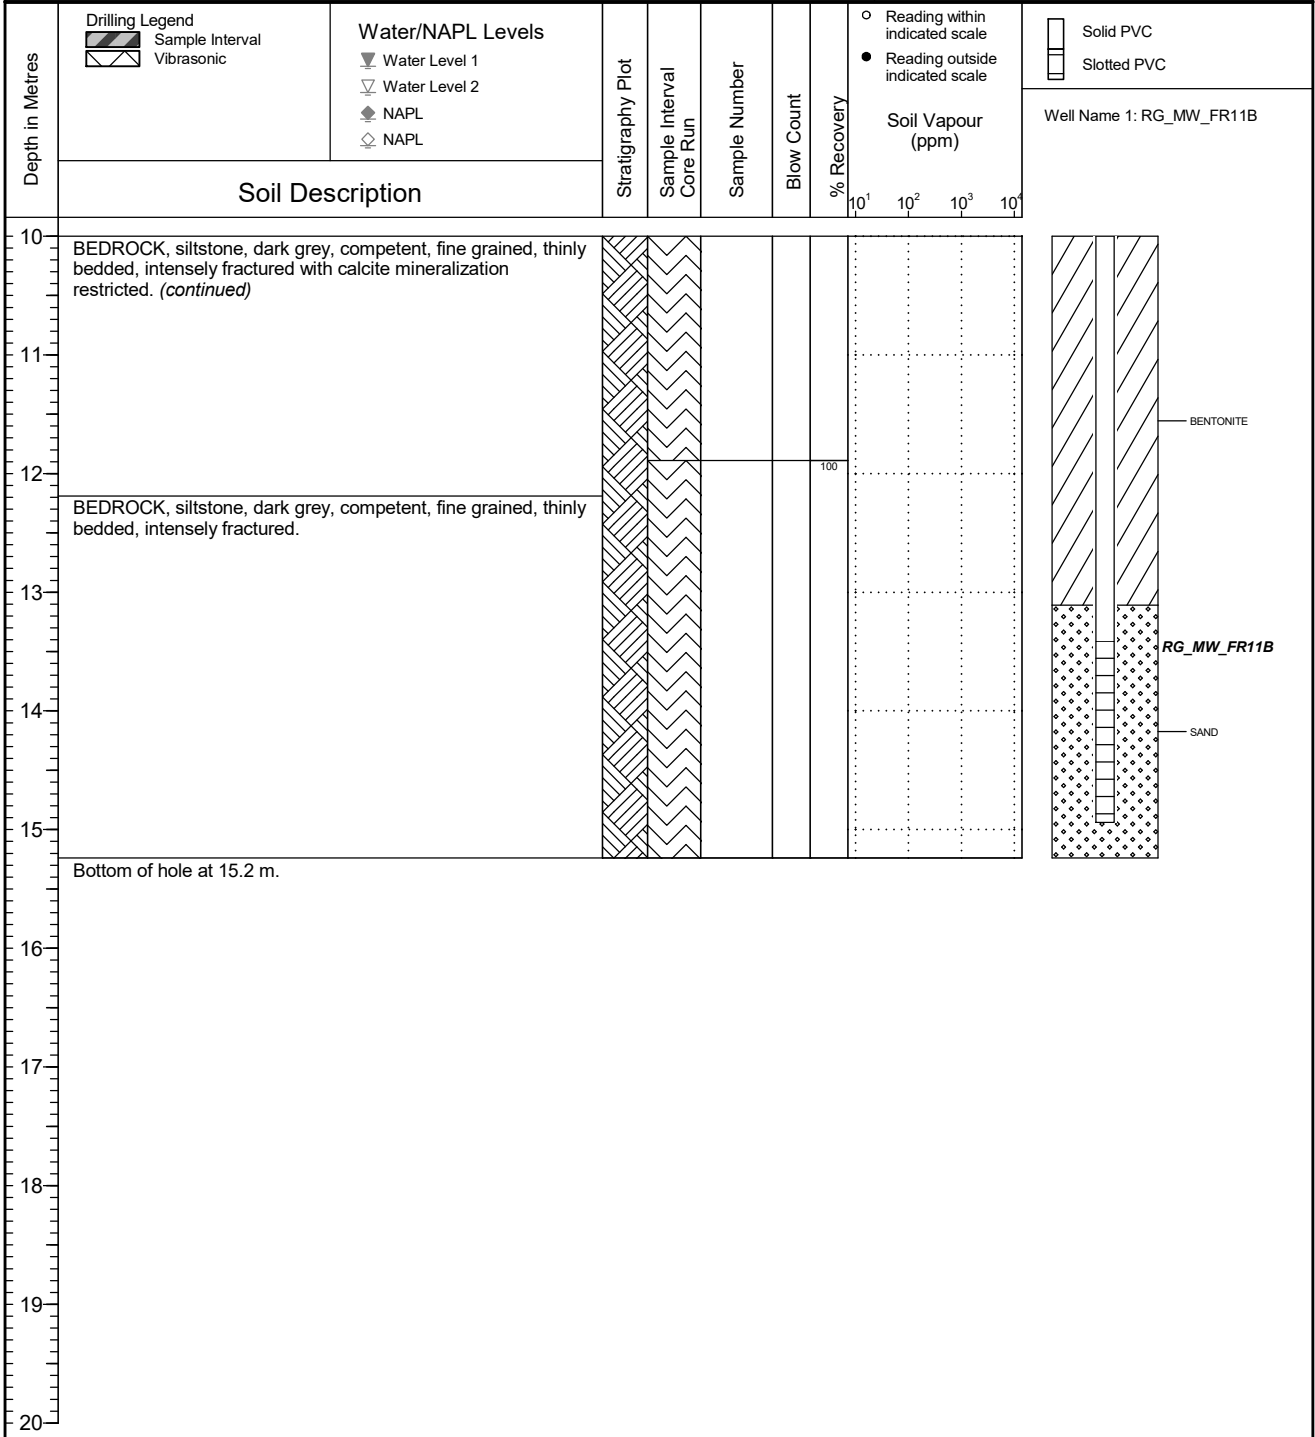 Depth in Metres
Drilling Legend
Sample Interval
Vibrasonic
Water/NAPL Levels
Water Level 1
Water Level 2
NAPL
NAPL
Soil Description
Stratigraphy Plot
Sample Interval
Core Run
Sample Number
Blow Count
% Recovery
Reading within
indicated scale
Reading outside
indicated scale
Soil Vapour
(ppm)
10¹ 10² 10³ 10⁴
Solid PVC
Slotted PVC
Well Name 1: RG_MW_FR11B
10
BEDROCK, siltstone, dark grey, competent, fine grained, thinly
bedded, intensely fractured with calcite mineralization
restricted. (continued)
11
BENTONITE
100
12
BEDROCK, siltstone, dark grey, competent, fine grained, thinly
bedded, intensely fractured.
13
RG_MW_FR11B
14
SAND
15
Bottom of hole at 15.2 m.
16
17
18
19
20